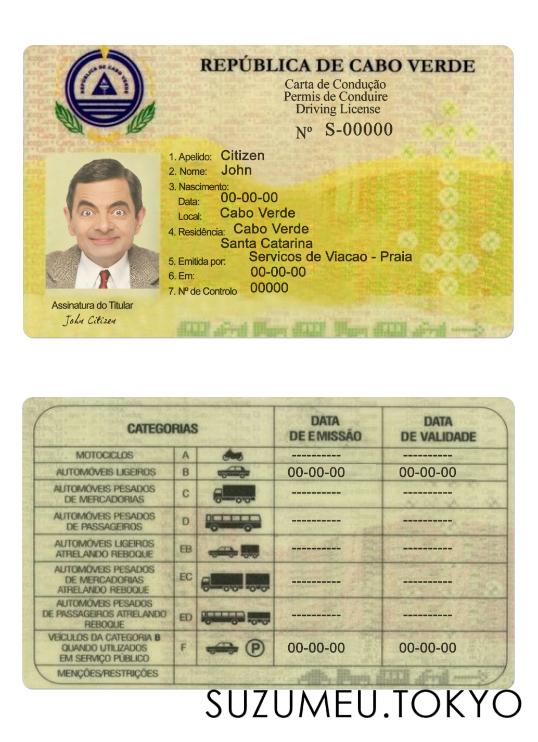 REPÚBLICA DE CABO VERDE
REPÚBLICA DE CABO VERDE
Carta de Condução
Permis de Conduire
Driving License
Nº S-00000
1. Apelido: Citizen
2. Nome: John
3. Nascimento:
Data: 00-00-00
Local: Cabo Verde
4. Residência: Cabo Verde
Santa Catarina
5. Emitida por: Servicos de Viacao - Praia
6. Em: 00-00-00
7. Nº de Controlo 00000
Assinatura do Titular
John Citizen
CATEGORIAS DATA DE EMISSÃO DATA DE VALIDADE
MOTOCICLOS A ---------- ----------
AUTOMÓVEIS LIGEIROS B 00-00-00 00-00-00
AUTOMÓVEIS PESADOS
DE MERCADORIAS C ---------- ----------
AUTOMÓVEIS PESADOS
DE PASSAGEIROS D ---------- ----------
AUTOMÓVEIS LIGEIROS
ATRELANDO REBOQUE EB ---------- ----------
AUTOMÓVEIS PESADOS
DE MERCADORIAS
ATRELANDO REBOQUE EC ---------- ----------
AUTOMÓVEIS PESADOS
DE PASSAGEIROS ATRELANDO
REBOQUE ED ---------- ----------
VEÍCULOS DA CATEGORIA B
QUANDO UTILIZADOS
EM SERVIÇO PÚBLICO F P 00-00-00 00-00-00
MENÇÕES/RESTRIÇÕES
SUZUMEU.TOKYO